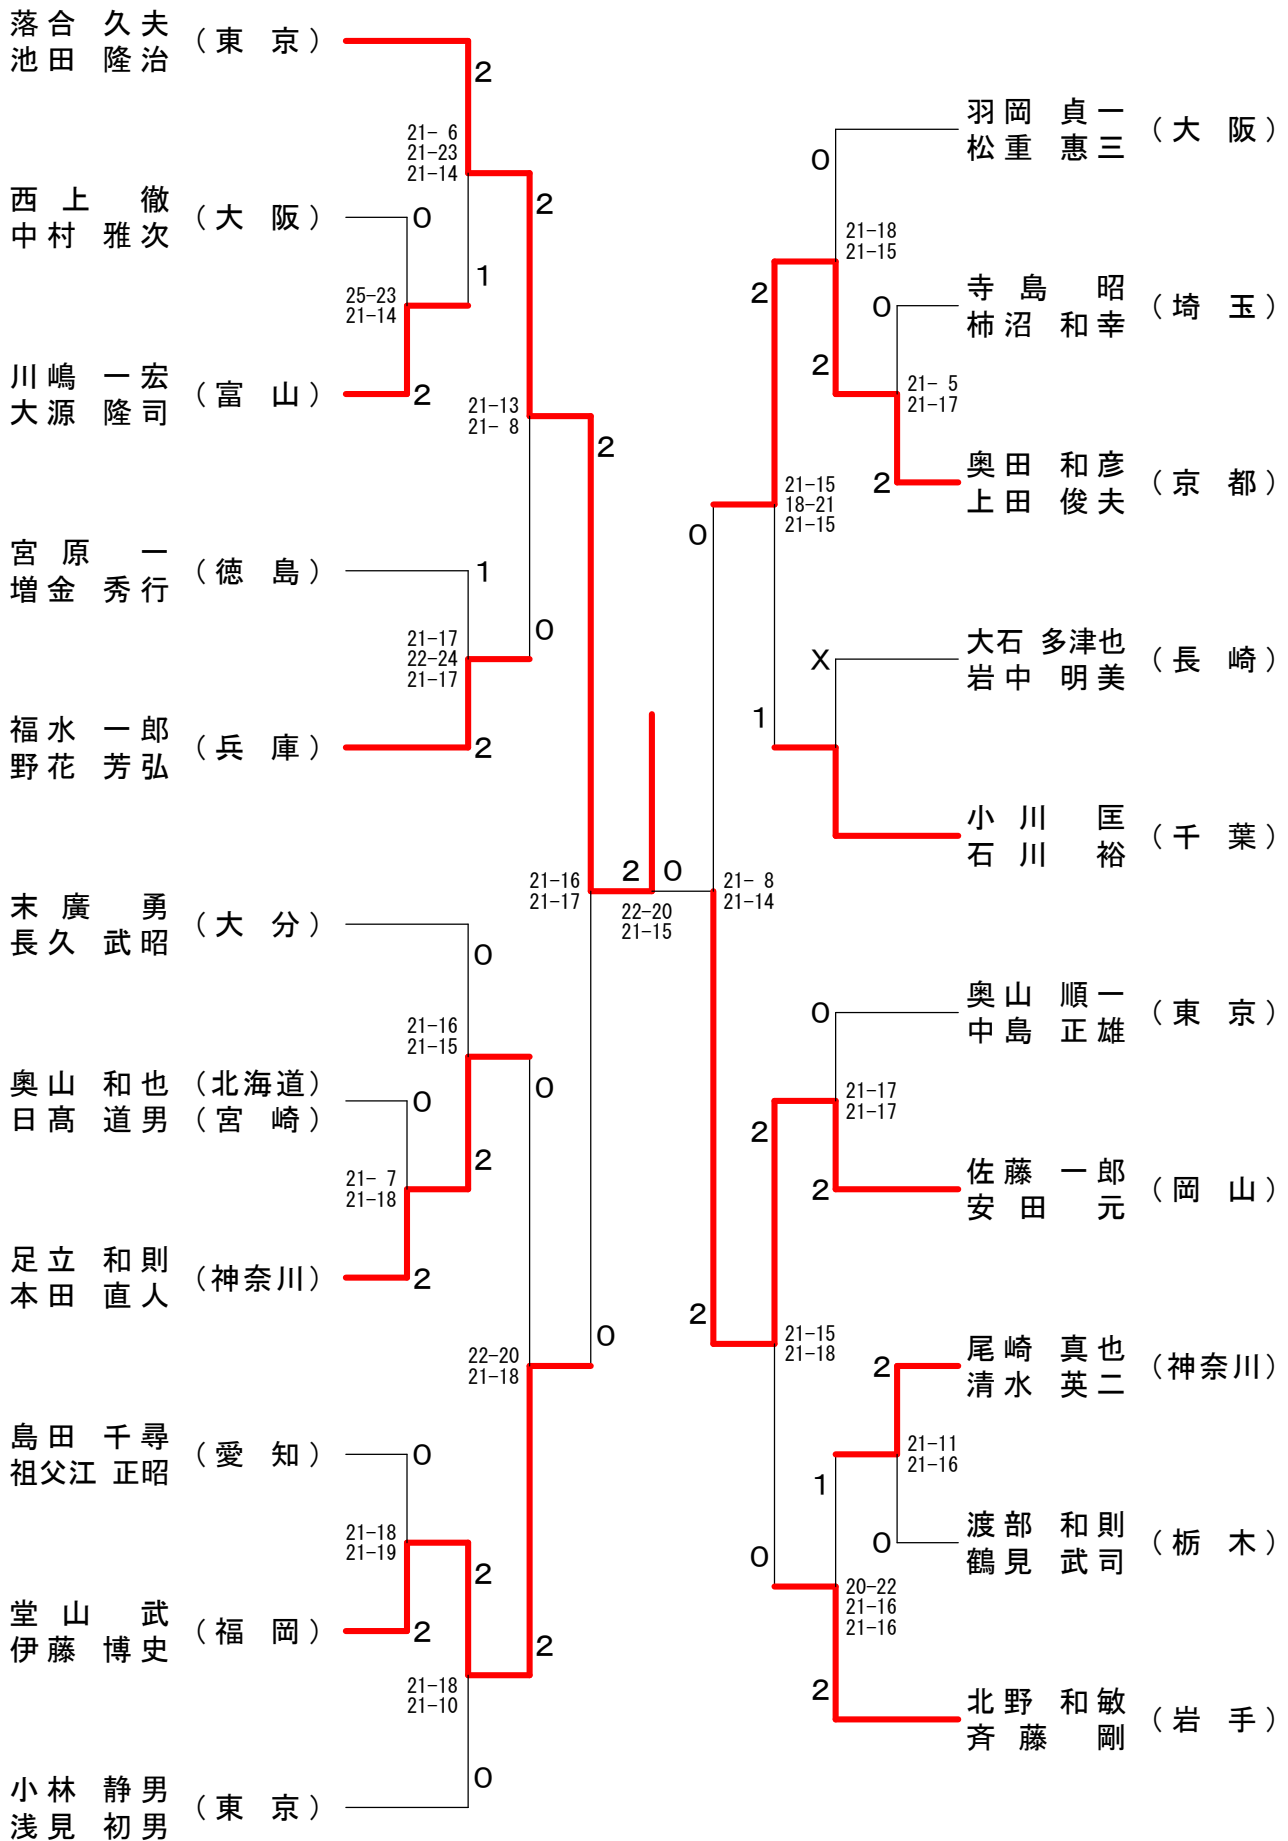 落合 久夫
池田 隆治
（東 京）
2
21- 6
21-23
21-14
西上 徹
中村 雅次
（大 阪）
0
2
25-23
21-14
1
川嶋 一宏
大源 隆司
（富 山）
2
21-13
21- 8
2
宮原 一
増金 秀行
（徳 島）
1
21-17
22-24
21-17
0
福水 一郎
野花 芳弘
（兵 庫）
2
末廣 勇
長久 武昭
（大 分）
0
21-16
21-15
奥山 和也
日髙 道男
（北海道）
（宮 崎）
0
0
21- 7
21-18
2
足立 和則
本田 直人
（神奈川）
2
22-20
21-18
0
島田 千尋
祖父江 正昭
（愛 知）
0
21-18
21-19
2
堂山 武
伊藤 博史
（福 岡）
2
2
21-18
21-10
小林 静男
浅見 初男
（東 京）
0
21-16
21-17
2
0
22-20
21-15
羽岡 貞一
松重 惠三
（大 阪）
0
21-18
21-15
2
寺島 昭
柿沼 和幸
（埼 玉）
0
2
21- 5
21-17
奥田 和彦
上田 俊夫
（京 都）
2
21-15
18-21
21-15
0
大石 多津也
岩中 明美
（長 崎）
X
1
小川 匡
石川 裕
（千 葉）
21- 8
21-14
奥山 順一
中島 正雄
（東 京）
0
21-17
21-17
2
佐藤 一郎
安田 元
（岡 山）
2
2
21-15
21-18
尾崎 真也
清水 英二
（神奈川）
2
21-11
21-16
1
渡部 和則
鶴見 武司
（栃 木）
0
0
20-22
21-16
21-16
北野 和敏
斉藤 剛
（岩 手）
2